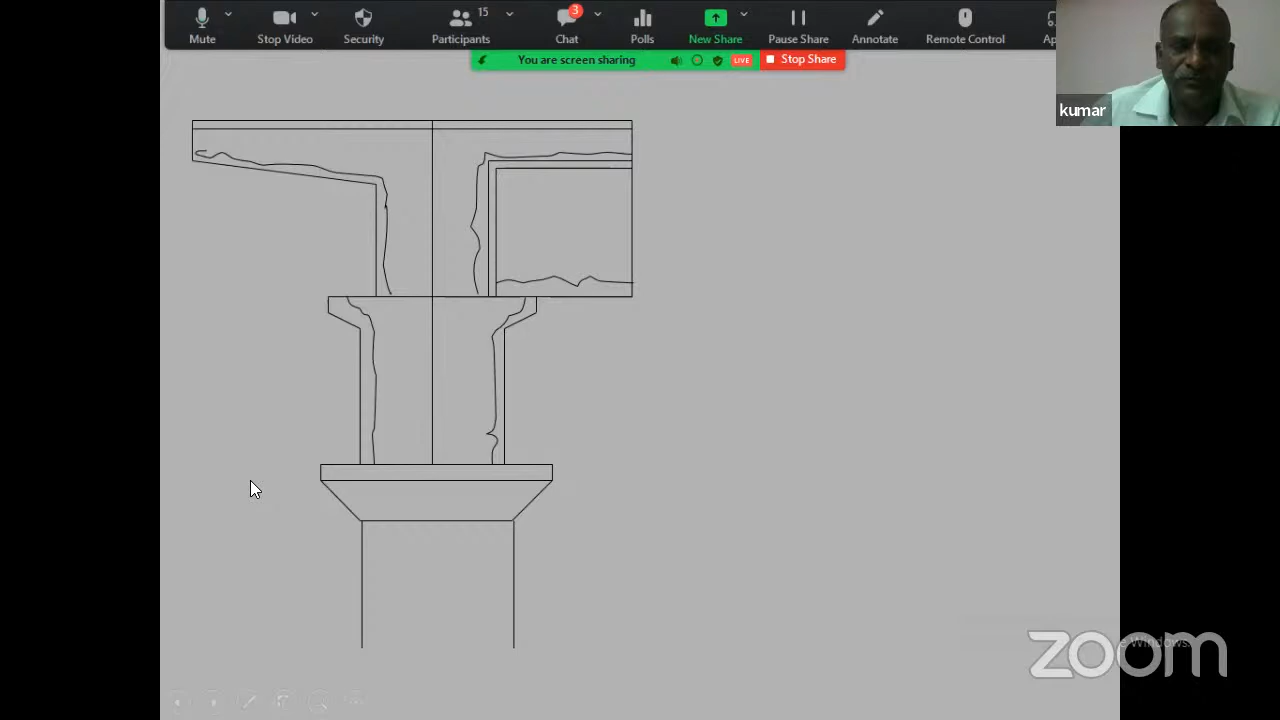 15
3
Mute
Stop Video
Security
Participants
Chat
Polls
New Share
Pause Share
Annotate
Remote Control
You are screen sharing
LIVE
Stop Share
kumar
zoom